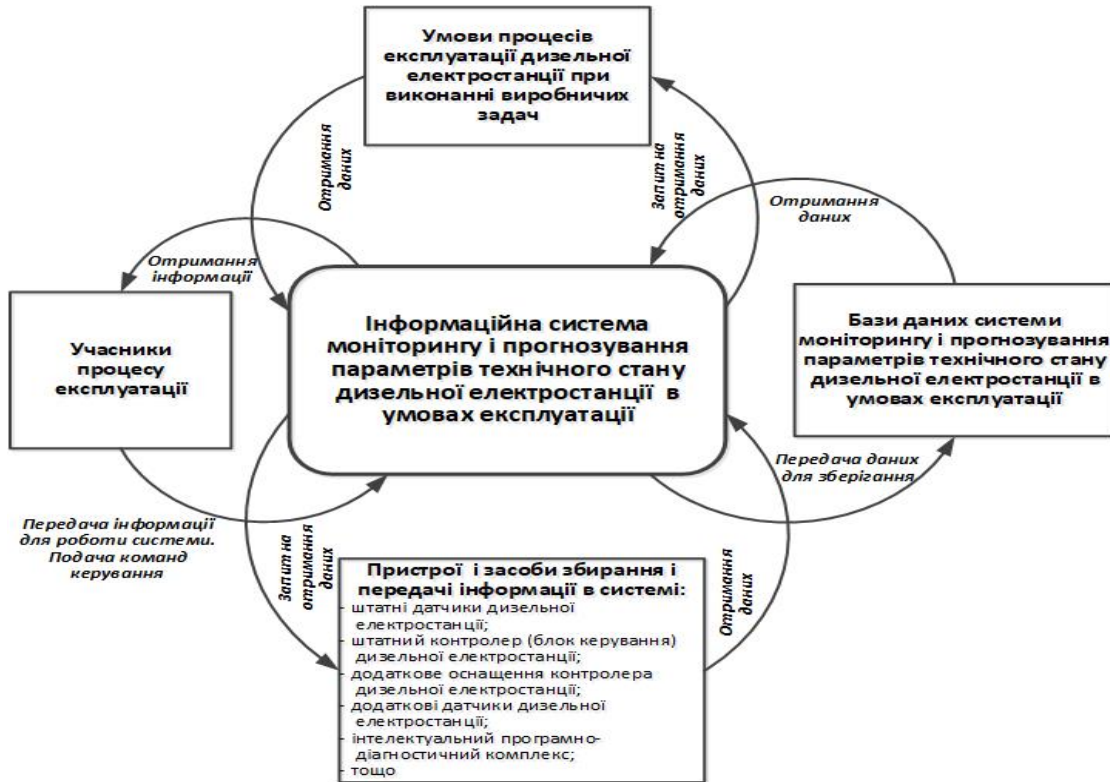 Умови процесів
експлуатації дизельної
електростанції при
виконанні виробничих
задач
Отримання
даних
Запит на
отримання
даних
Отримання
даних
Отримання
інформації
Учасники
процесу
експлуатації
Інформаційна система
моніторингу і прогнозування
параметрів технічного стану
дизельної електростанції в
умовах експлуатації
Бази даних системи
моніторингу і прогнозування
параметрів технічного стану
дизельної електростанції в
умовах експлуатації
Передача даних
для зберігання
Передача інформації
для роботи системи.
Подача команд
керування
Запит на
отримання
даних
Пристрої і засоби збирання і
передачі інформації в системі:
- штатні датчики дизельної
електростанції;
- штатний контролер (блок керування)
дизельної електростанції;
- додаткове оснащення контролера
дизельної електростанції;
- додаткові датчики дизельної
електростанції;
- інтелектуальний програмно-
діагностичний комплекс;
- тощо
Отримання
даних